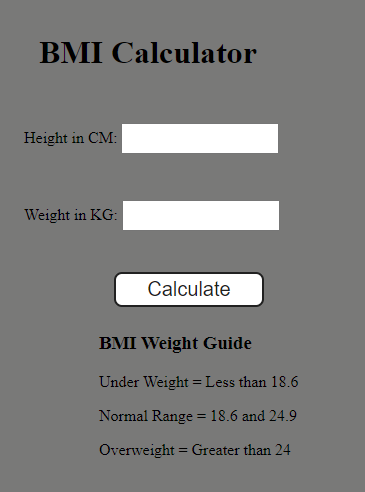 BMI Calculator
Height in CM:
Weight in KG:
Calculate
BMI Weight Guide
Under Weight = Less than 18.6
Normal Range = 18.6 and 24.9
Overweight = Greater than 24